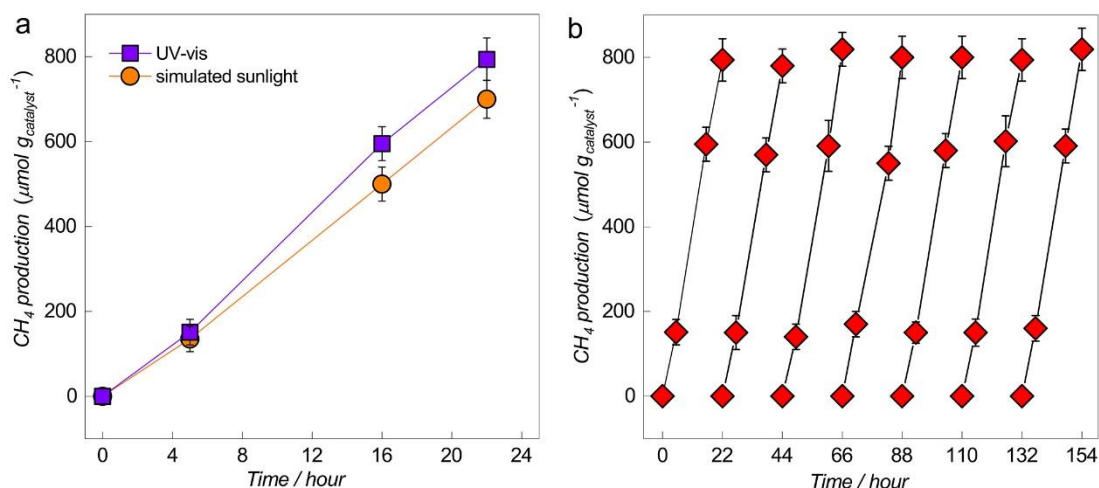 a
UV-vis
simulated sunlight
CH₄ production (μmol g_catalyst⁻¹)
800
600
400
200
0
0 4 8 12 16 20 24
Time / hour
b
CH₄ production (μmol g_catalyst⁻¹)
800
600
400
200
0
0 22 44 66 88 110 132 154
Time / hour